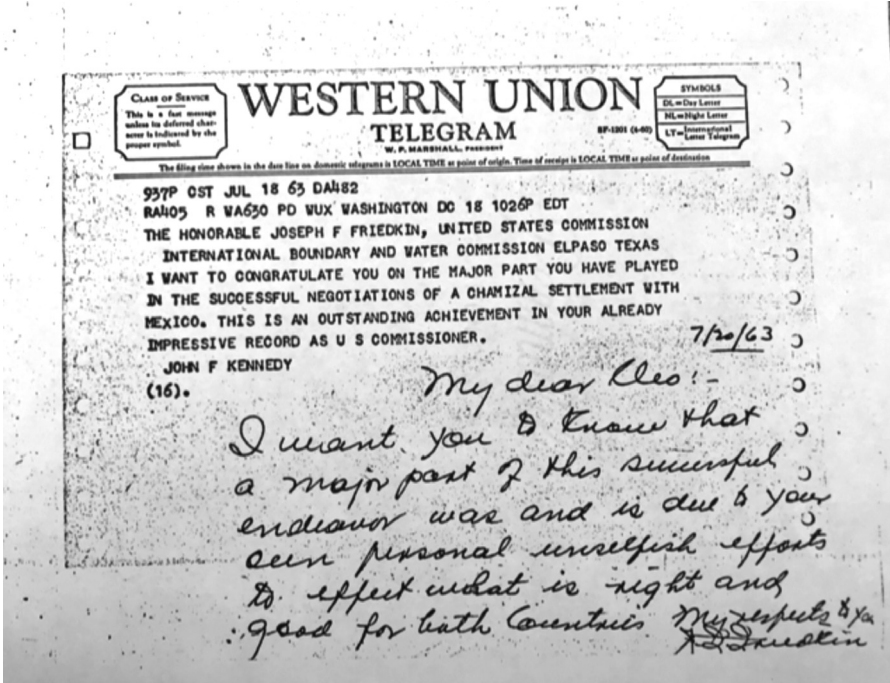 CLASS OF SERVICE
This is a fast message
unless its deferred char-
acter is indicated by the
proper symbol.
WESTERN UNION
TELEGRAM
W. P. MARSHALL, PRESIDENT
SF-1201 (4-60)
SYMBOLS
DL=Day Letter
NL=Night Letter
LT=International Letter Telegram
The filing time shown in the date line on domestic telegrams is LOCAL TIME at point of origin. Time of receipt is LOCAL TIME at point of destination
937P CST JUL 18 63 DA482
RA405 R WA630 PD WUX WASHINGTON DC 18 1026P EDT
THE HONORABLE JOSEPH F FRIEDKIN, UNITED STATES COMMISSION
INTERNATIONAL BOUNDARY AND WATER COMMISSION ELPASO TEXAS
I WANT TO CONGRATULATE YOU ON THE MAJOR PART YOU HAVE PLAYED
IN THE SUCCESSFUL NEGOTIATIONS OF A CHAMIZAL SETTLEMENT WITH
MEXICO. THIS IS AN OUTSTANDING ACHIEVEMENT IN YOUR ALREADY
IMPRESSIVE RECORD AS U S COMMISSIONER.
JOHN F KENNEDY
(16).
7/20/63
My dear Cleo:-
I want you to know that
a major part of this successful
endeavor was and is due to your
own personal unselfish efforts
to effect what is right and
good for both Countries. My respects to you
Friedkin